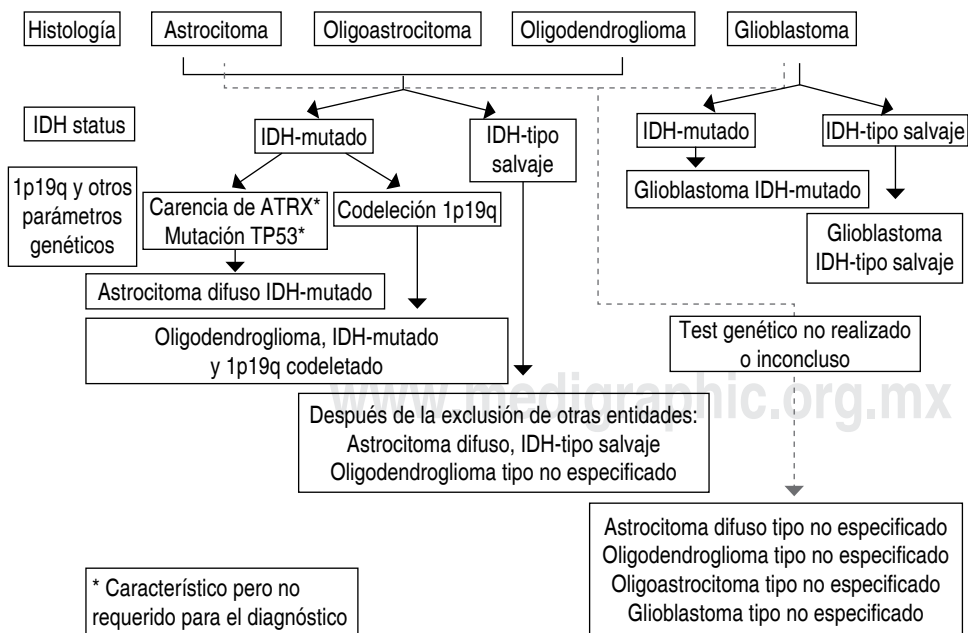 Histología
Astrocitoma
Oligoastrocitoma
Oligodendroglioma
Glioblastoma
IDH status
IDH-mutado
IDH-tipo
salvaje
IDH-mutado
IDH-tipo salvaje
1p19q y otros
parámetros
genéticos
Carencia de ATRX*
Mutación TP53*
Codeleción 1p19q
Glioblastoma IDH-mutado
Glioblastoma
IDH-tipo salvaje
Astrocitoma difuso IDH-mutado
Oligodendroglioma, IDH-mutado
y 1p19q codeletado
Test genético no realizado
o inconcluso
www.medigraphic.org.mx
Después de la exclusión de otras entidades:
Astrocitoma difuso, IDH-tipo salvaje
Oligodendroglioma tipo no especificado
Astrocitoma difuso tipo no especificado
Oligodendroglioma tipo no especificado
Oligoastrocitoma tipo no especificado
Glioblastoma tipo no especificado
* Característico pero no
requerido para el diagnóstico